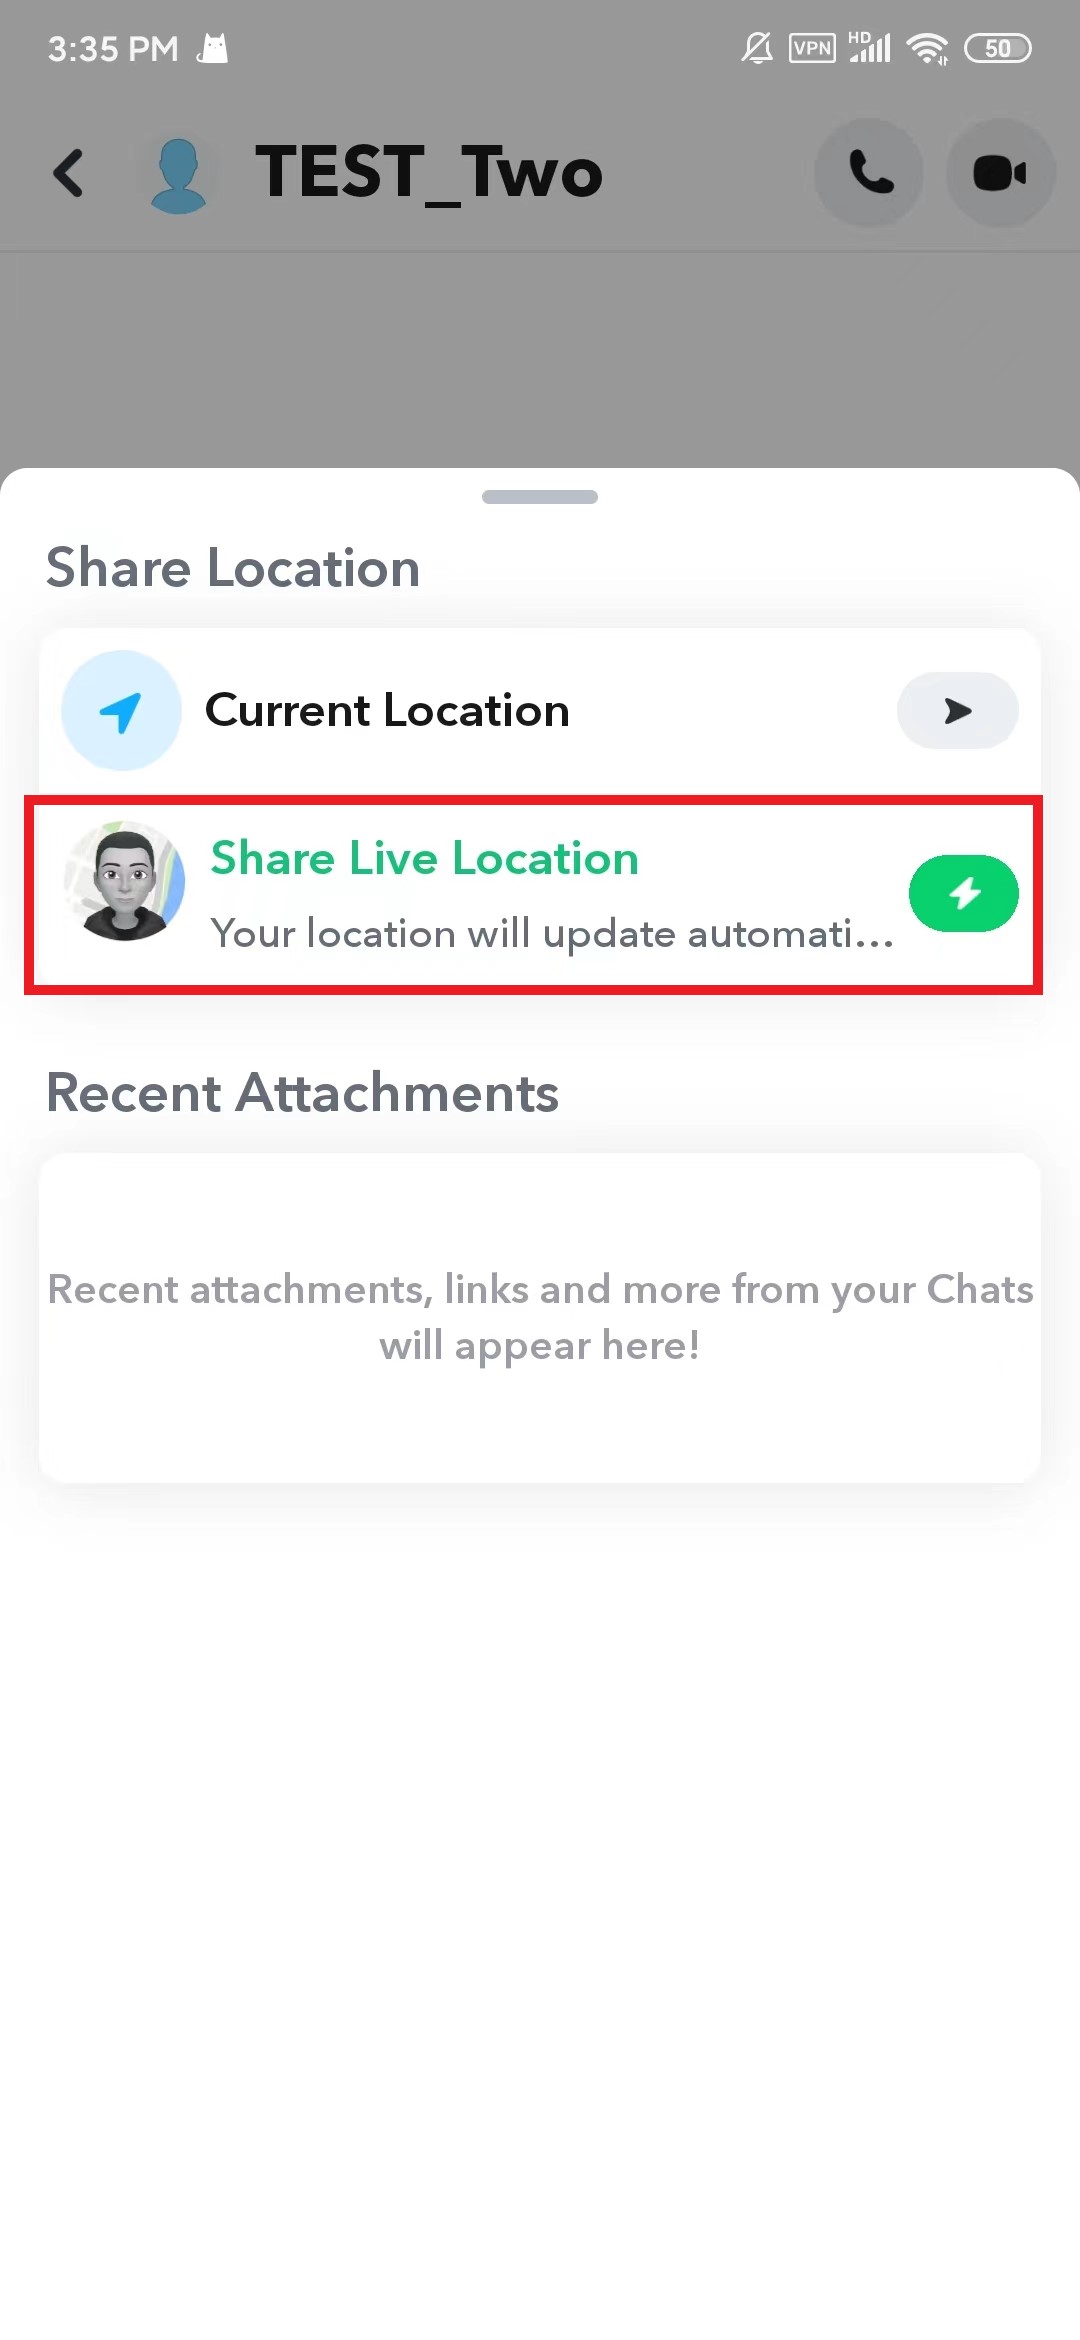 3:35 PM
VPN
HD
50
TEST_Two
Share Location
Current Location
Share Live Location
Your location will update automati...
Recent Attachments
Recent attachments, links and more from your Chats
will appear here!